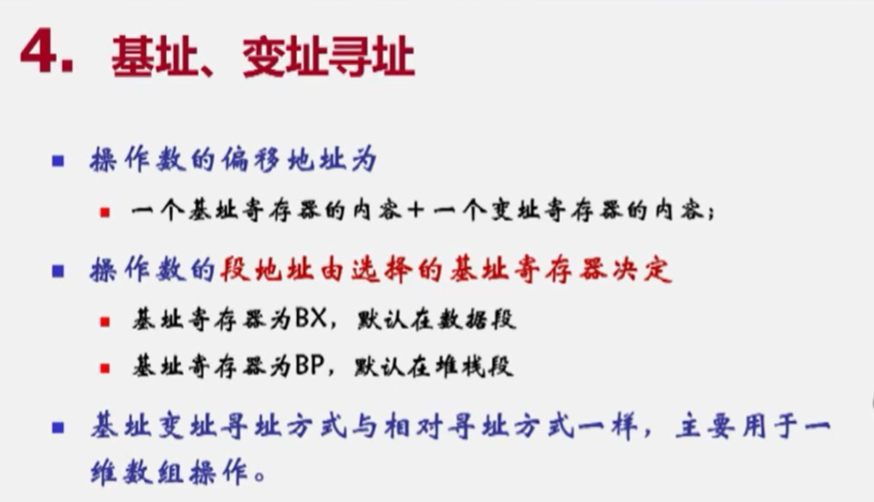 4. 基址、变址寻址
操作数的偏移地址为
一个基址寄存器的内容＋一个变址寄存器的内容；
操作数的段地址由选择的基址寄存器决定
基址寄存器为BX，默认在数据段
基址寄存器为BP，默认在堆栈段
基址变址寻址方式与相对寻址方式一样，主要用于一
维数组操作。